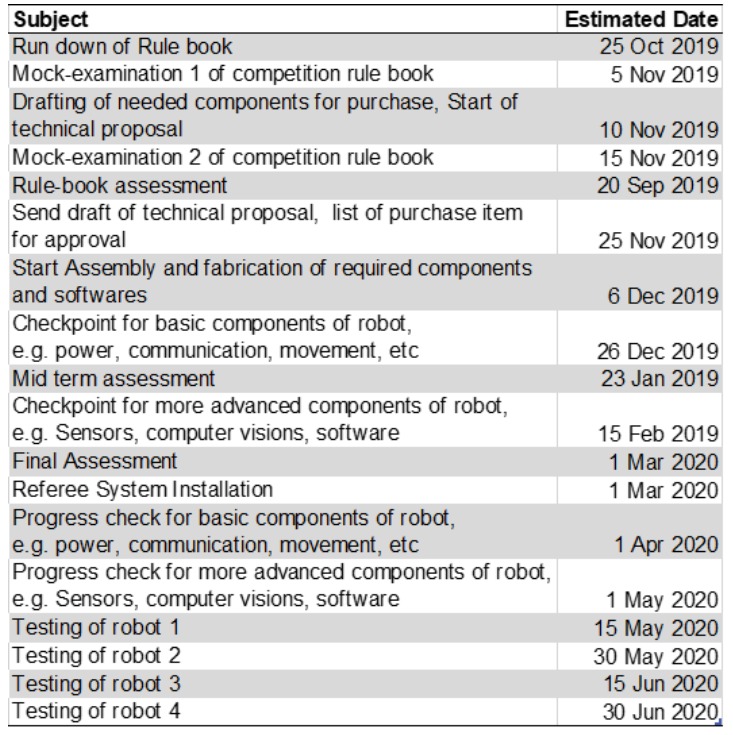 Subject Estimated Date
Run down of Rule book 25 Oct 2019
Mock-examination 1 of competition rule book 5 Nov 2019
Drafting of needed components for purchase, Start of
technical proposal 10 Nov 2019
Mock-examination 2 of competition rule book 15 Nov 2019
Rule-book assessment 20 Sep 2019
Send draft of technical proposal, list of purchase item
for approval 25 Nov 2019
Start Assembly and fabrication of required components
and softwares 6 Dec 2019
Checkpoint for basic components of robot,
e.g. power, communication, movement, etc 26 Dec 2019
Mid term assessment 23 Jan 2019
Checkpoint for more advanced components of robot,
e.g. Sensors, computer visions, software 15 Feb 2019
Final Assessment 1 Mar 2020
Referee System Installation 1 Mar 2020
Progress check for basic components of robot,
e.g. power, communication, movement, etc 1 Apr 2020
Progress check for more advanced components of robot,
e.g. Sensors, computer visions, software 1 May 2020
Testing of robot 1 15 May 2020
Testing of robot 2 30 May 2020
Testing of robot 3 15 Jun 2020
Testing of robot 4 30 Jun 2020